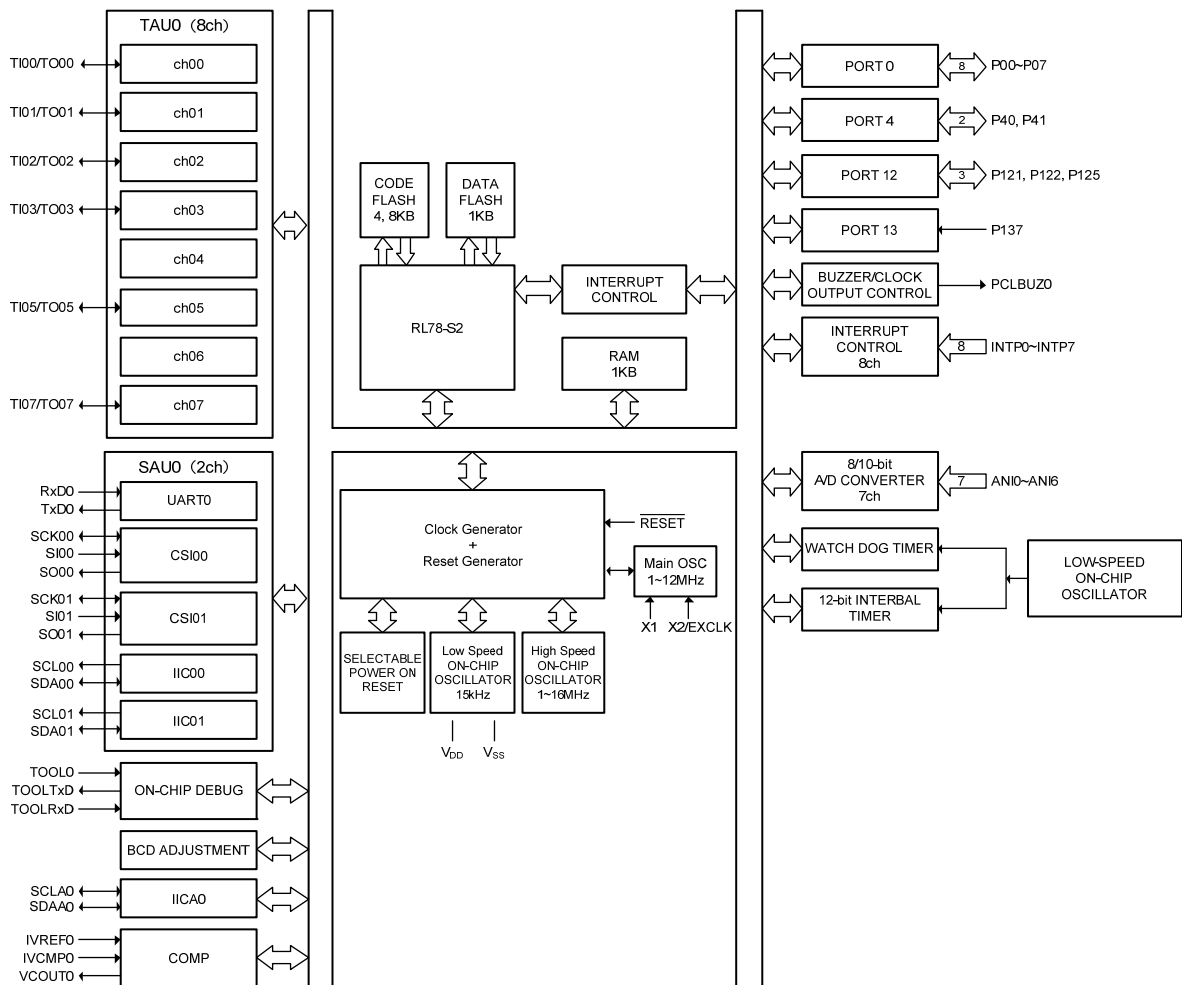 TAU0 (8ch)
TI00/TO00
ch00
TI01/TO01
ch01
TI02/TO02
ch02
TI03/TO03
ch03
ch04
TI05/TO05
ch05
ch06
TI07/TO07
ch07
SAU0 (2ch)
RxD0
TxD0
UART0
SCK00
SI00
SO00
CSI00
SCK01
SI01
SO01
CSI01
SCL00
SDA00
IIC00
SCL01
SDA01
IIC01
TOOL0
TOOLTxD
TOOLRxD
ON-CHIP DEBUG
BCD ADJUSTMENT
SCLA0
SDAA0
IICA0
IVREF0
IVCMP0
VCOUT0
COMP
CODE
FLASH
4, 8KB
DATA
FLASH
1KB
RL78-S2
INTERRUPT
CONTROL
RAM
1KB
Clock Generator
+
Reset Generator
RESET
Main OSC
1~12MHz
X1
X2/EXCLK
SELECTABLE
POWER ON
RESET
Low Speed
ON-CHIP
OSCILLATOR
15kHz
High Speed
ON-CHIP
OSCILLATOR
1~16MHz
VDD
VSS
PORT 0
8
P00~P07
PORT 4
2
P40, P41
PORT 12
3
P121, P122, P125
PORT 13
P137
BUZZER/CLOCK
OUTPUT CONTROL
PCLBUZ0
INTERRUPT
CONTROL
8ch
8
INTP0~INTP7
8/10-bit
A/D CONVERTER
7ch
7
ANI0~ANI6
WATCH DOG TIMER
12-bit INTERBAL
TIMER
LOW-SPEED
ON-CHIP
OSCILLATOR